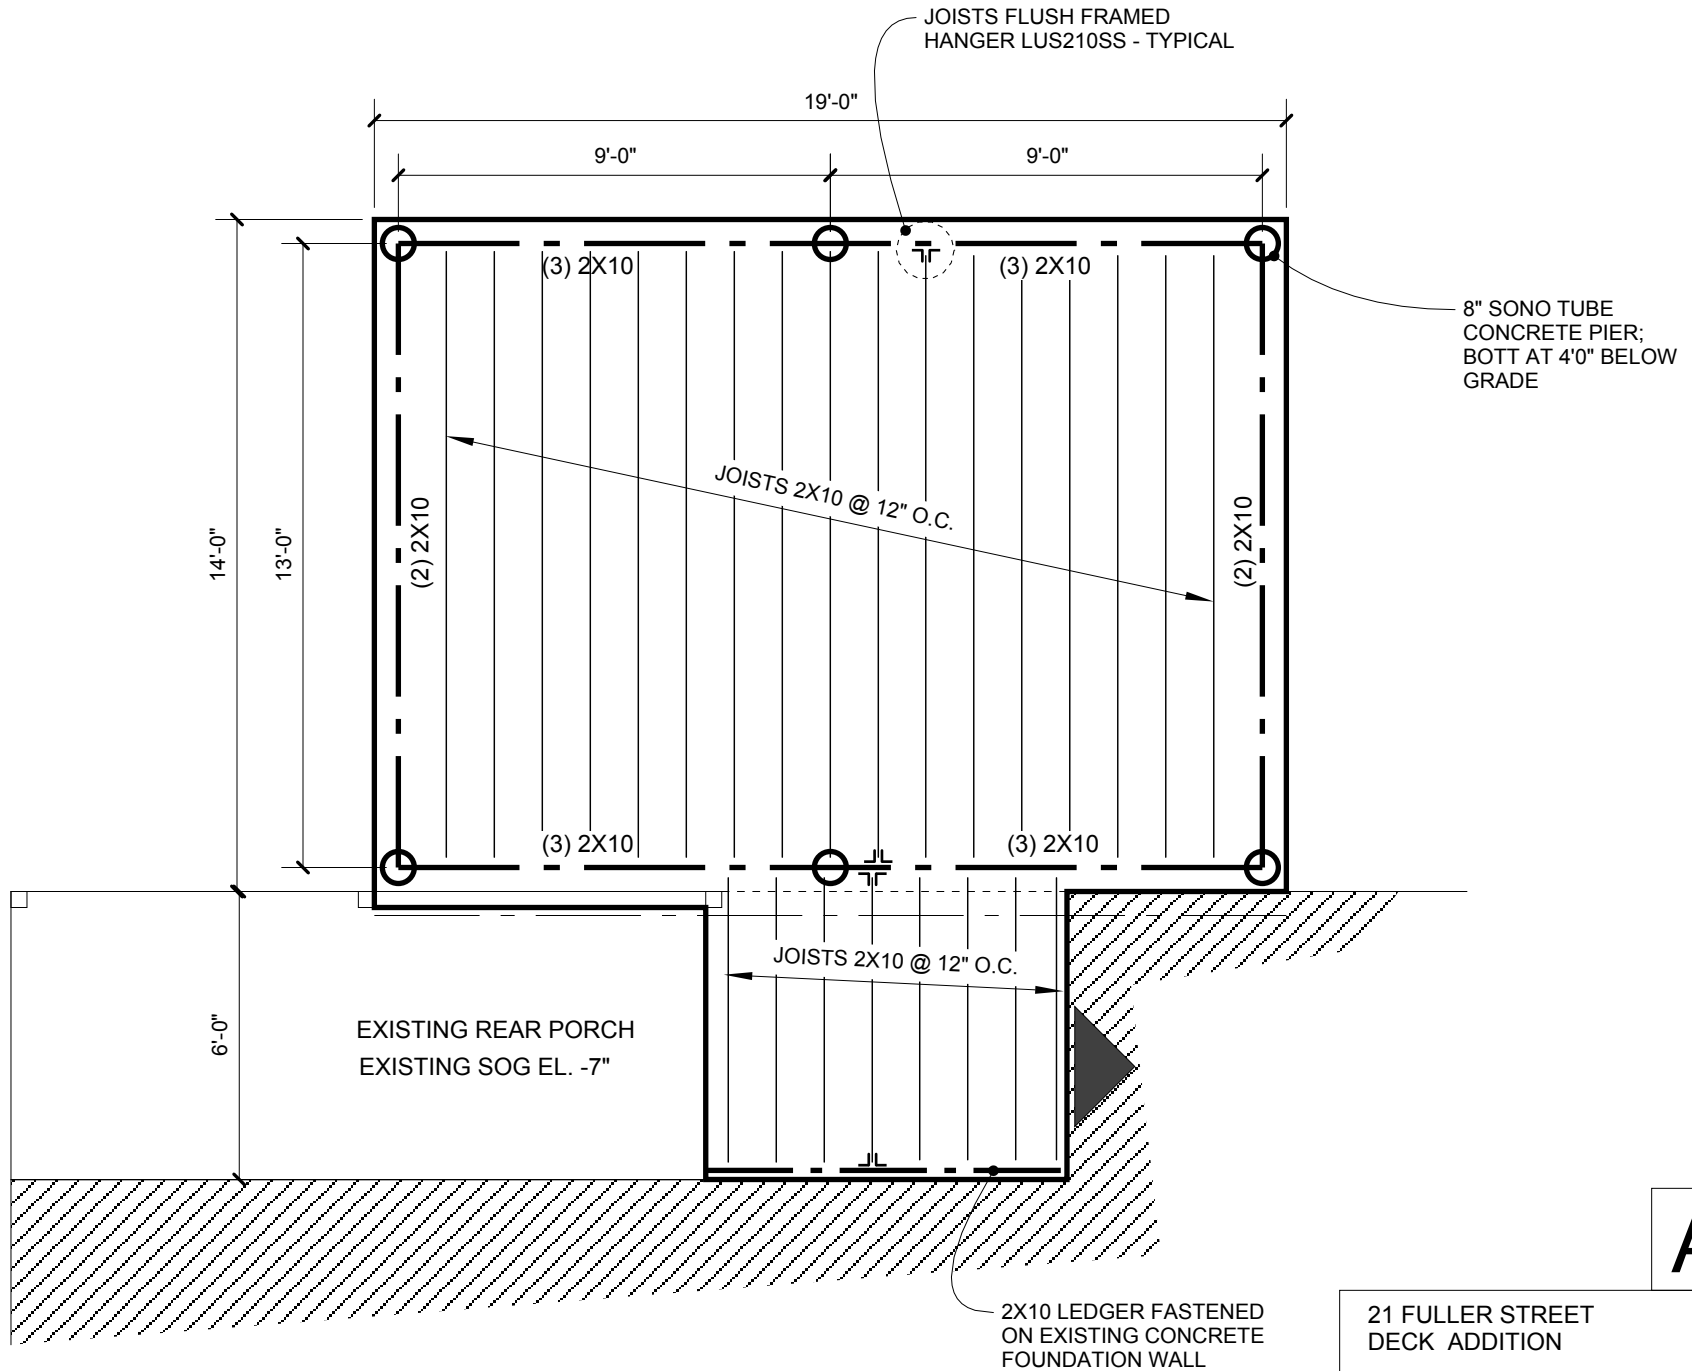 JOISTS FLUSH FRAMED
HANGER LUS210SS - TYPICAL
19'-0"
9'-0"
9'-0"
(3) 2X10
(3) 2X10
8" SONO TUBE
CONCRETE PIER;
BOTT AT 4'0" BELOW
GRADE
JOISTS 2X10 @ 12" O.C.
14'-0"
13'-0"
(2) 2X10
(2) 2X10
(3) 2X10
(3) 2X10
JOISTS 2X10 @ 12" O.C.
6'-0"
EXISTING REAR PORCH
EXISTING SOG EL. -7"
2X10 LEDGER FASTENED
ON EXISTING CONCRETE
FOUNDATION WALL
21 FULLER STREET
DECK ADDITION